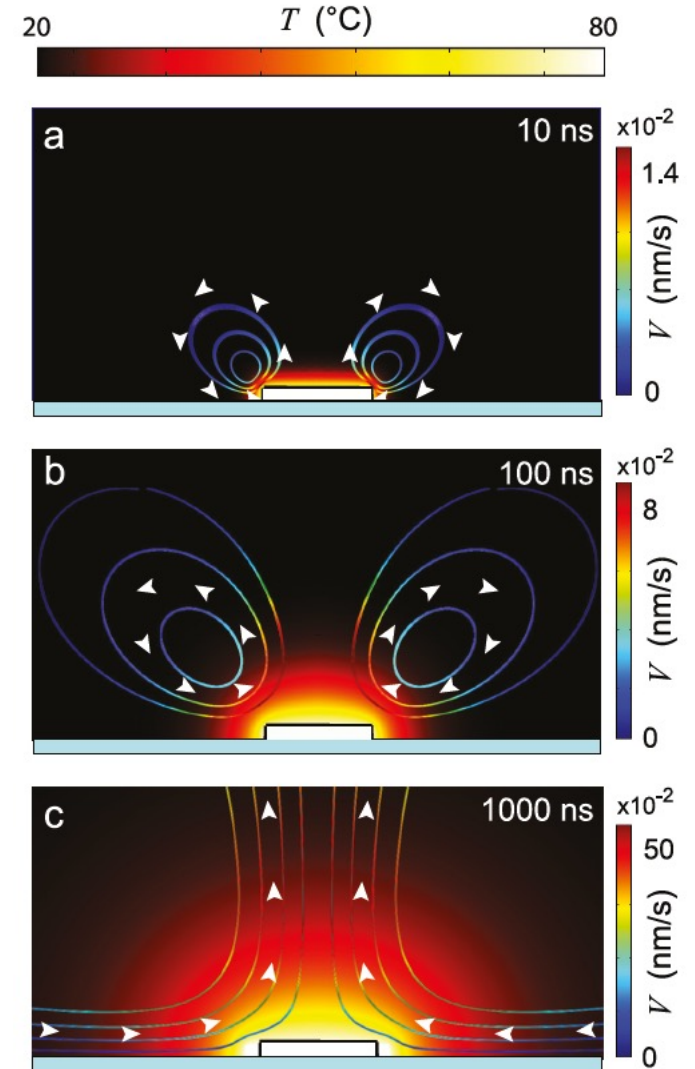 T (°C)
20 80
a 10 ns
x10⁻²
1.4
V (nm/s)
0
b 100 ns
x10⁻²
8
V (nm/s)
0
c 1000 ns
x10⁻²
50
V (nm/s)
0